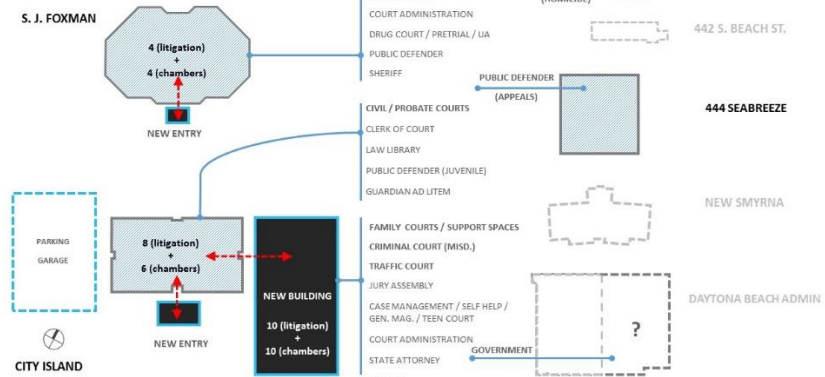 (HOMICIDE)
S. J. FOXMAN
4 (litigation)
+
4 (chambers)
NEW ENTRY
COURT ADMINISTRATION
DRUG COURT / PRETRIAL / UA
PUBLIC DEFENDER
SHERIFF
442 S. BEACH ST.
PUBLIC DEFENDER
(APPEALS)
444 SEABREEZE
CIVIL / PROBATE COURTS
CLERK OF COURT
LAW LIBRARY
PUBLIC DEFENDER (JUVENILE)
GUARDIAN AD LITEM
NEW SMYRNA
PARKING
GARAGE
8 (litigation)
+
6 (chambers)
NEW ENTRY
CITY ISLAND
NEW BUILDING
10 (litigation)
+
10 (chambers)
FAMILY COURTS / SUPPORT SPACES
CRIMINAL COURT (MISD.)
TRAFFIC COURT
JURY ASSEMBLY
CASE MANAGEMENT / SELF HELP /
GEN. MAG. / TEEN COURT
COURT ADMINISTRATION
STATE ATTORNEY
GOVERNMENT
?
DAYTONA BEACH ADMIN